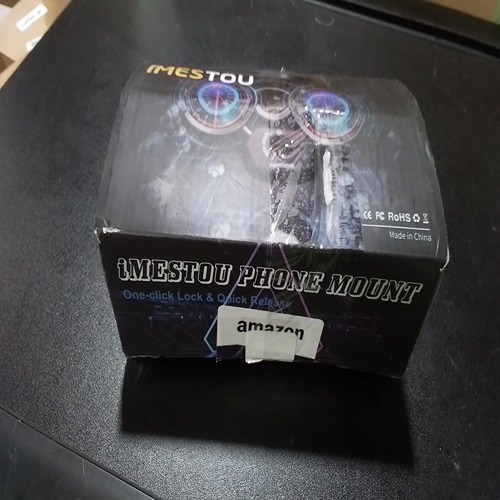 iMESTOU
CE FC RoHS
Made in China
iMESTOU PHONE MOUNT
One-click Lock & Quick Release
amazon